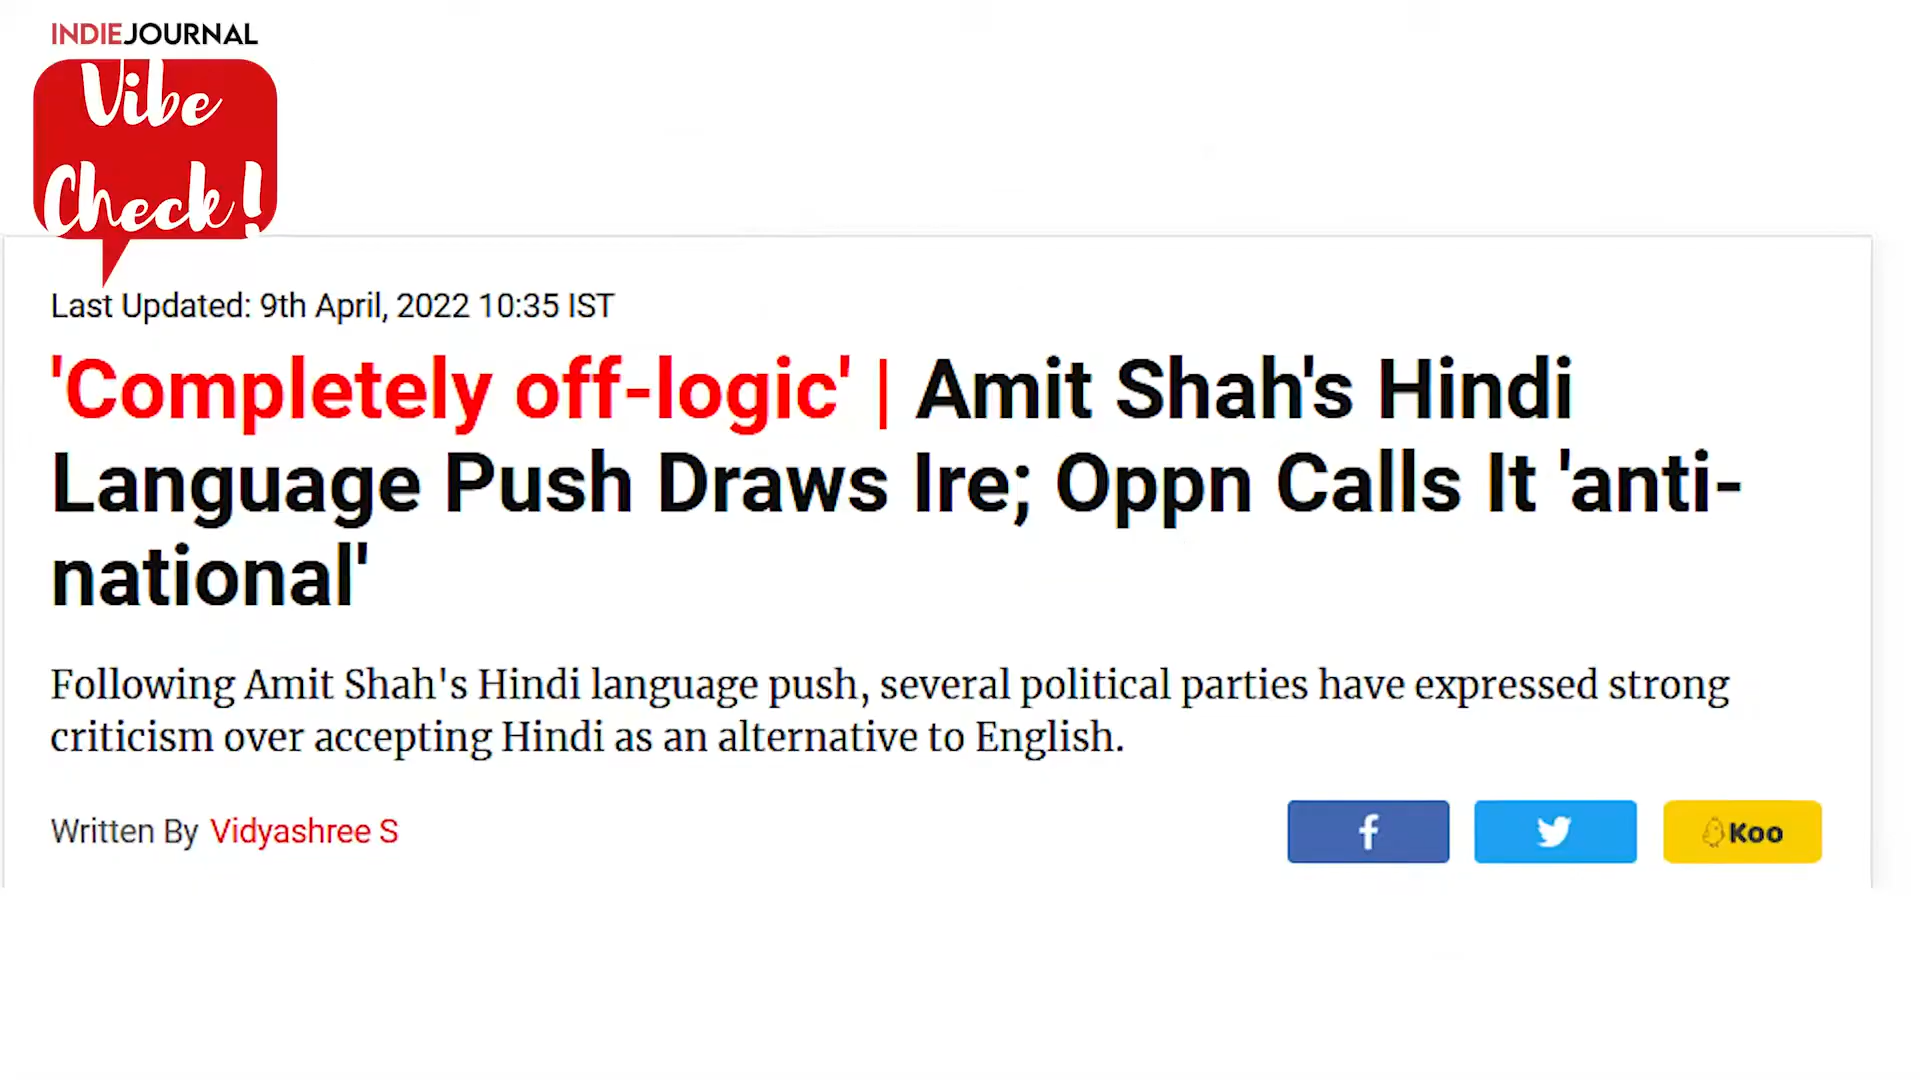 INDIEJOURNAL
Vibe
Check!
Last Updated: 9th April, 2022 10:35 IST
'Completely off-logic' | Amit Shah's Hindi
Language Push Draws Ire; Oppn Calls It 'anti-
national'
Following Amit Shah's Hindi language push, several political parties have expressed strong
criticism over accepting Hindi as an alternative to English.
Written By Vidyashree S
f
Koo